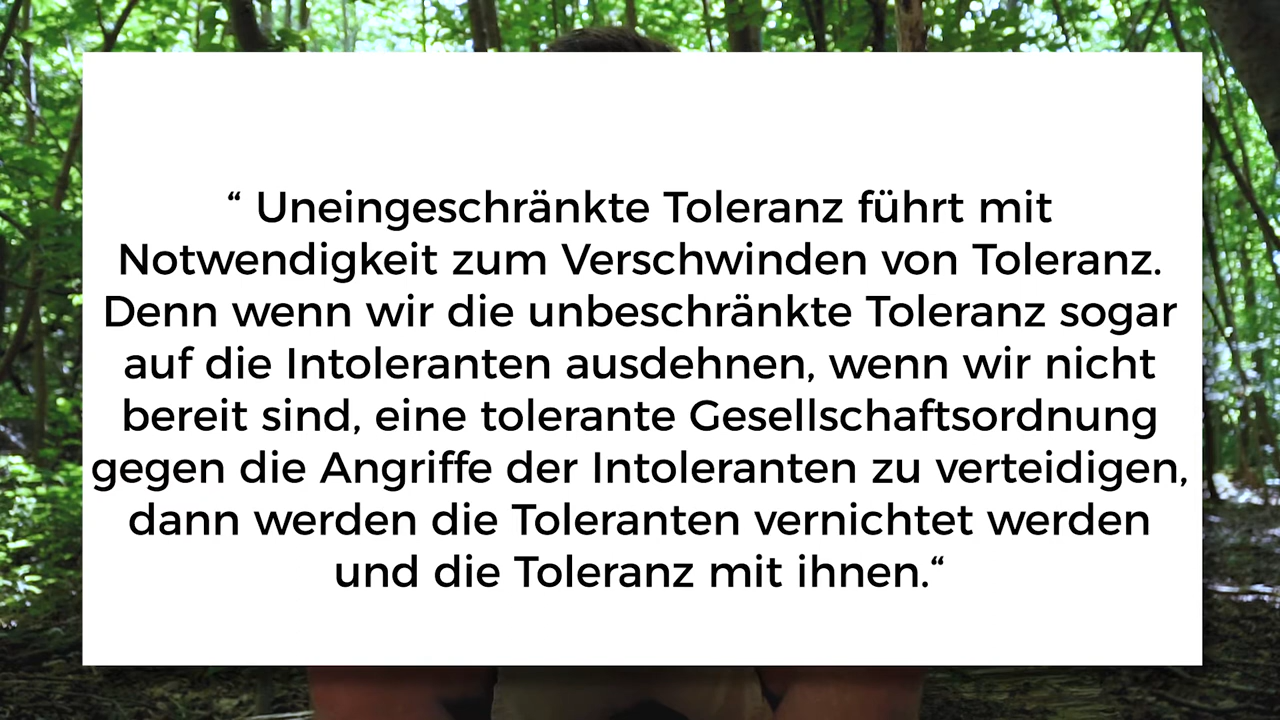 “ Uneingeschränkte Toleranz führt mit
Notwendigkeit zum Verschwinden von Toleranz.
Denn wenn wir die unbeschränkte Toleranz sogar
auf die Intoleranten ausdehnen, wenn wir nicht
bereit sind, eine tolerante Gesellschaftsordnung
gegen die Angriffe der Intoleranten zu verteidigen,
dann werden die Toleranten vernichtet werden
und die Toleranz mit ihnen.“